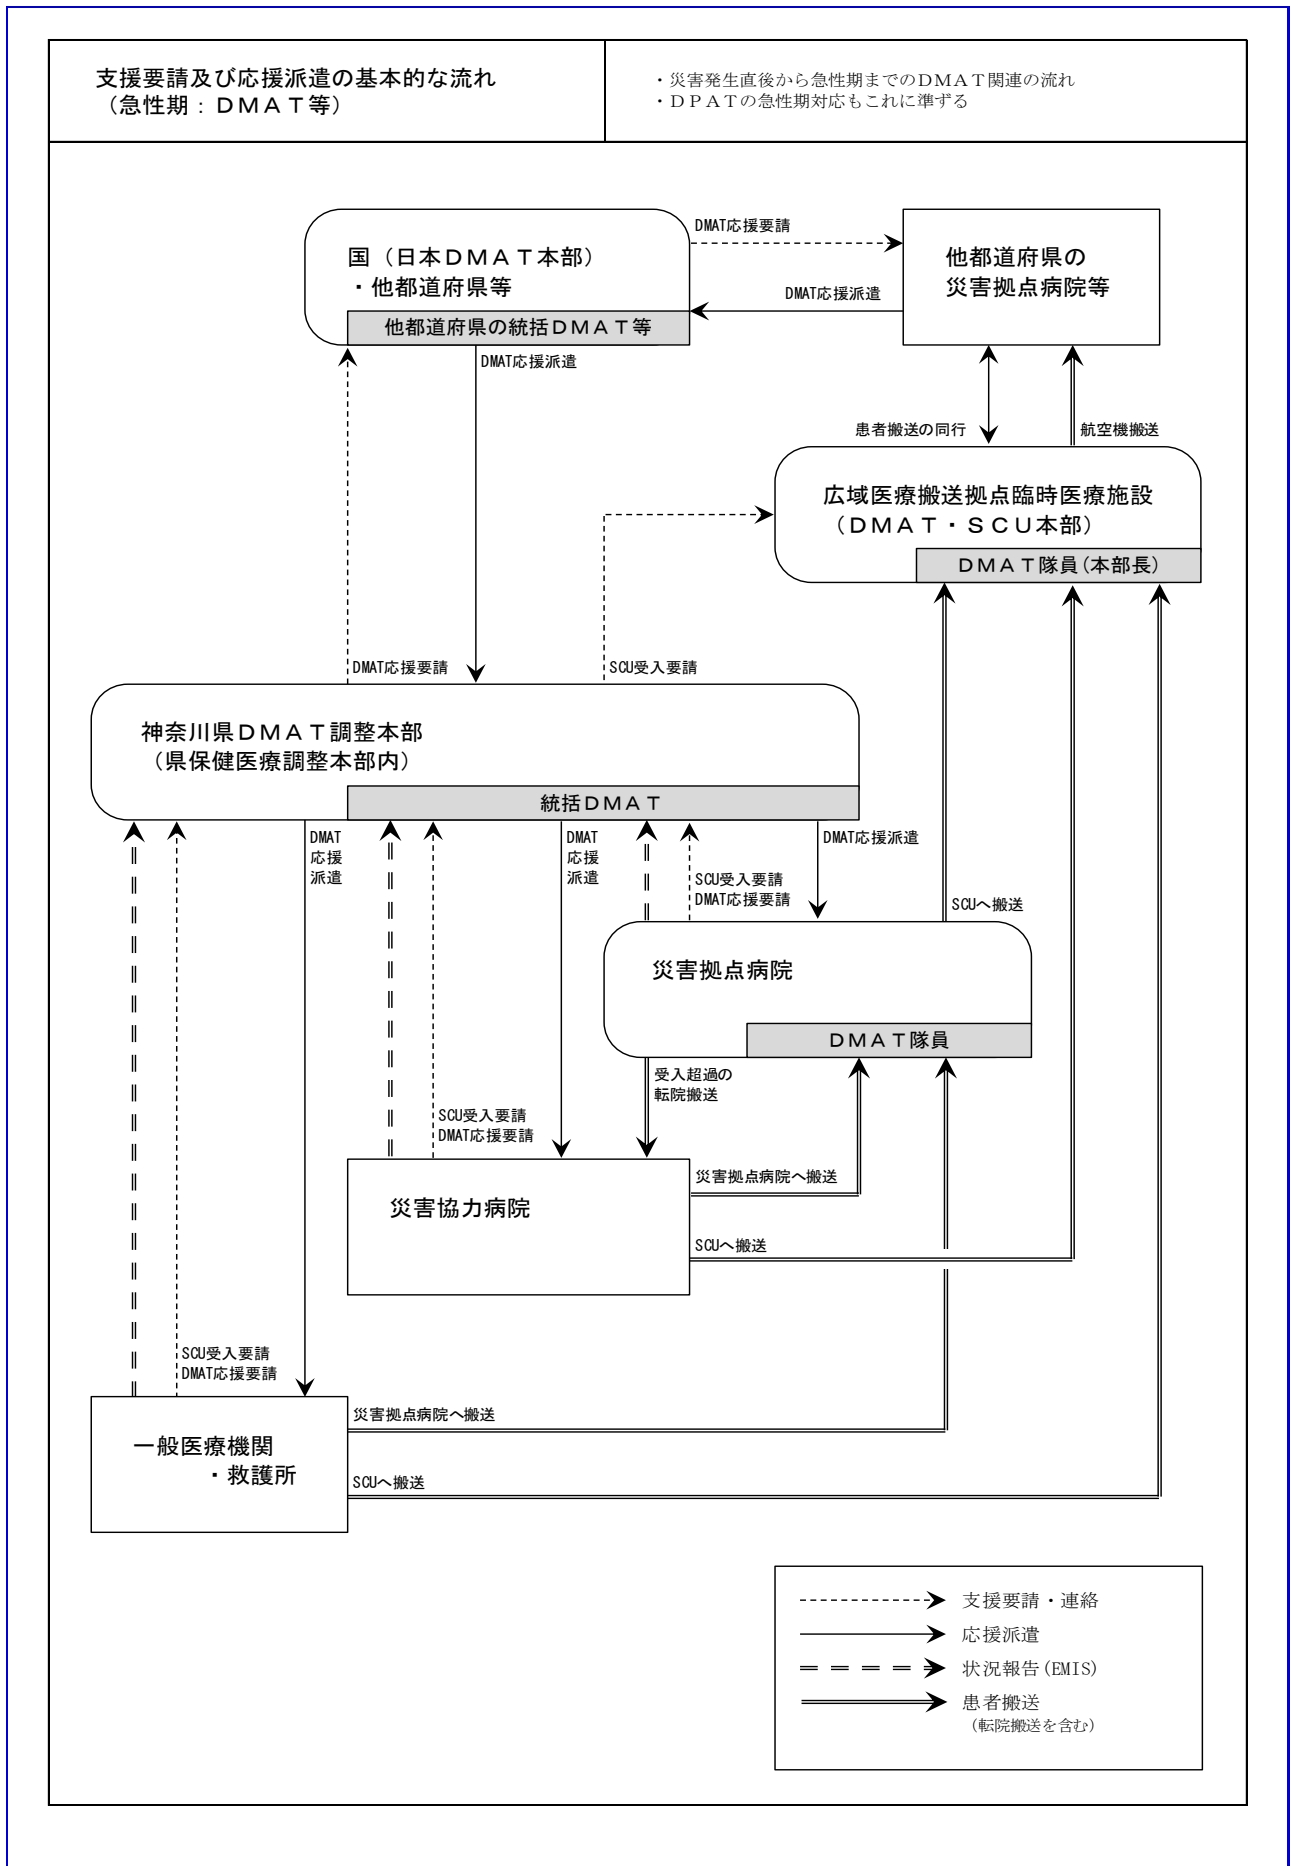 支援要請及び応援派遣の基本的な流れ
（急性期：ＤＭＡＴ等）
・災害発生直後から急性期までのＤＭＡＴ関連の流れ
・ＤＰＡＴの急性期対応もこれに準ずる
国（日本ＤＭＡＴ本部）
・他都道府県等
他都道府県の統括ＤＭＡＴ等
DMAT応援要請
DMAT応援派遣
他都道府県の
災害拠点病院等
DMAT応援派遣
患者搬送の同行
航空機搬送
広域医療搬送拠点臨時医療施設
（ＤＭＡＴ・ＳＣＵ本部）
ＤＭＡＴ隊員(本部長)
DMAT応援要請
SCU受入要請
神奈川県ＤＭＡＴ調整本部
（県保健医療調整本部内）
統括ＤＭＡＴ
DMAT
応援
派遣
DMAT
応援
派遣
DMAT応援派遣
SCU受入要請
DMAT応援要請
SCUへ搬送
災害拠点病院
ＤＭＡＴ隊員
受入超過の
転院搬送
SCU受入要請
DMAT応援要請
災害協力病院
災害拠点病院へ搬送
SCUへ搬送
SCU受入要請
DMAT応援要請
一般医療機関
・救護所
災害拠点病院へ搬送
SCUへ搬送
支援要請・連絡
応援派遣
状況報告(EMIS)
患者搬送
（転院搬送を含む）